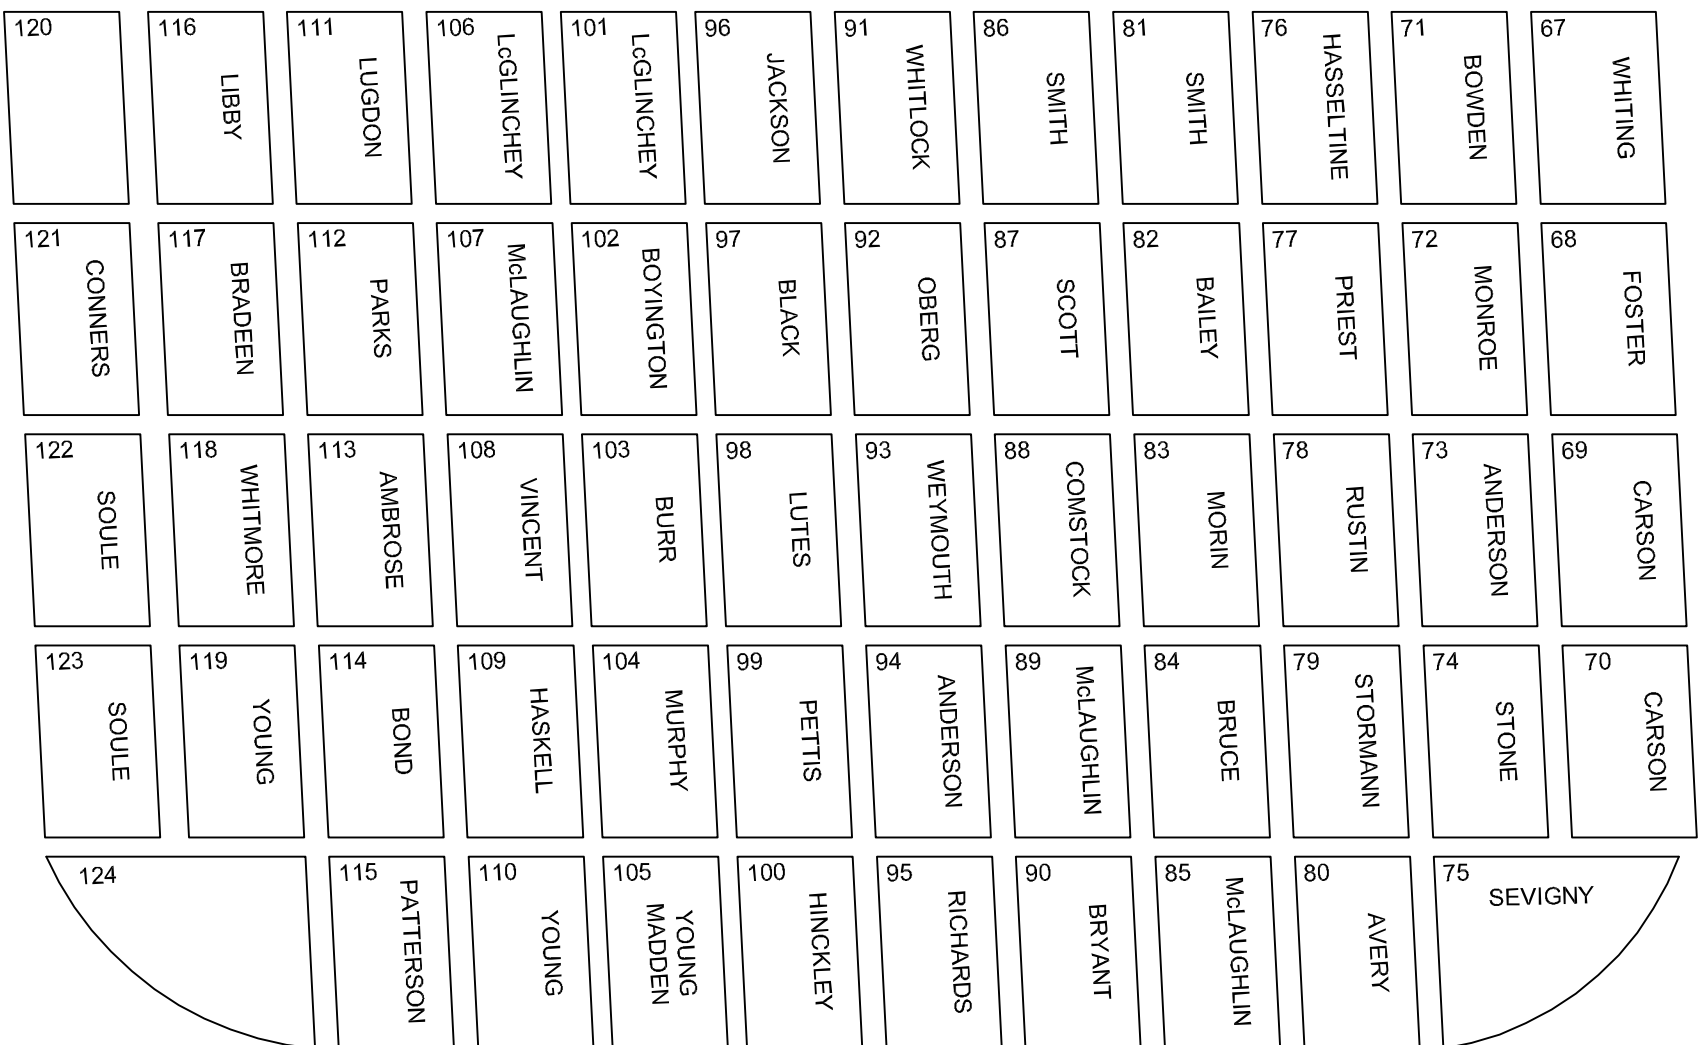 120
116 LIBBY
111 LUGDON
106 LcGLINCHEY
101 LcGLINCHEY
96 JACKSON
91 WHITLOCK
86 SMITH
81 SMITH
76 HASSELTINE
71 BOWDEN
67 WHITING
121 CONNERS
117 BRADEEN
112 PARKS
107 McLAUGHLIN
102 BOYINGTON
97 BLACK
92 OBERG
87 SCOTT
82 BAILEY
77 PRIEST
72 MONROE
68 FOSTER
122 SOULE
118 WHITMORE
113 AMBROSE
108 VINCENT
103 BURR
98 LUTES
93 WEYMOUTH
88 COMSTOCK
83 MORIN
78 RUSTIN
73 ANDERSON
69 CARSON
123 SOULE
119 YOUNG
114 BOND
109 HASKELL
104 MURPHY
99 PETTIS
94 ANDERSON
89 McLAUGHLIN
84 BRUCE
79 STORMANN
74 STONE
70 CARSON
124
115 PATTERSON
110 YOUNG
105 YOUNG
MADDEN
100 HINCKLEY
95 RICHARDS
90 BRYANT
85 McLAUGHLIN
80 AVERY
75 SEVIGNY